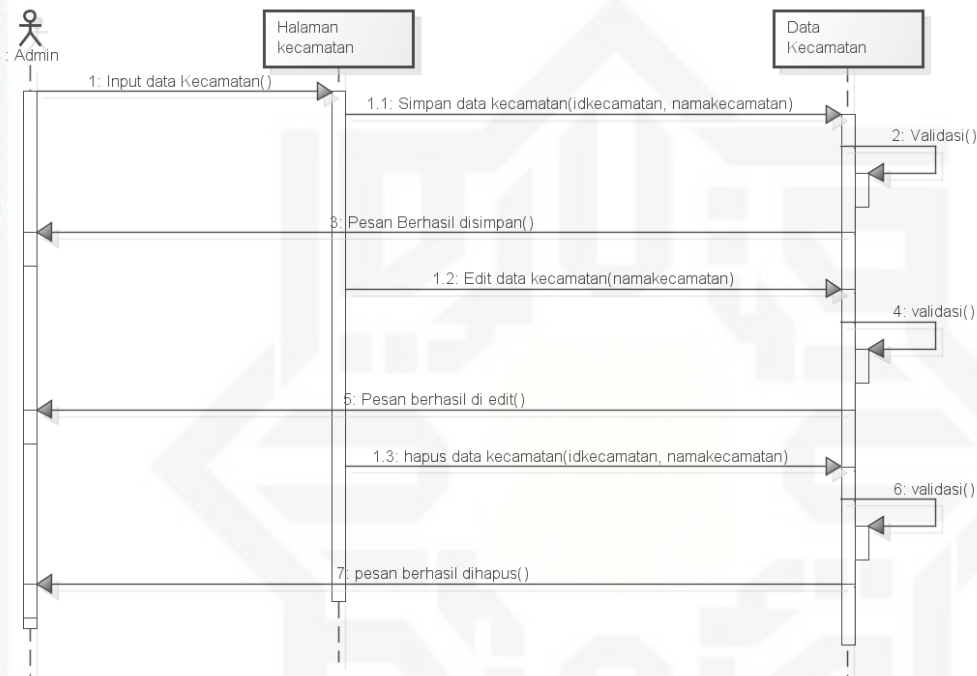 : Admin
Halaman
kecamatan
Data
Kecamatan
1: Input data Kecamatan()
1.1: Simpan data kecamatan(idkecamatan, namakecamatan)
2: Validasi()
3: Pesan Berhasil disimpan()
1.2: Edit data kecamatan(namakecamatan)
4: validasi()
5: Pesan berhasil di edit()
1.3: hapus data kecamatan(idkecamatan, namakecamatan)
6: validasi()
7: pesan berhasil dihapus()